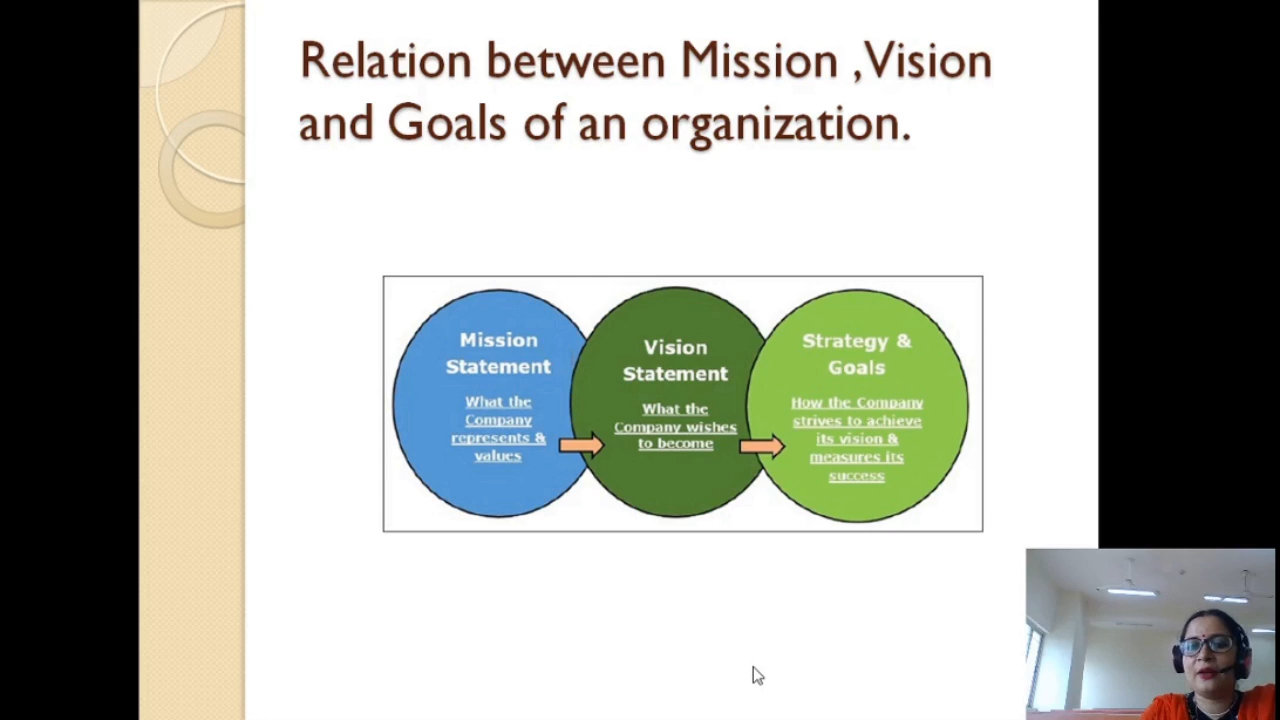 Relation between Mission ,Vision
and Goals of an organization.
Mission
Statement
What the
Company
represents &
values
Vision
Statement
What the
Company wishes
to become
Strategy &
Goals
How the Company
strives to achieve
its vision &
measures its
success